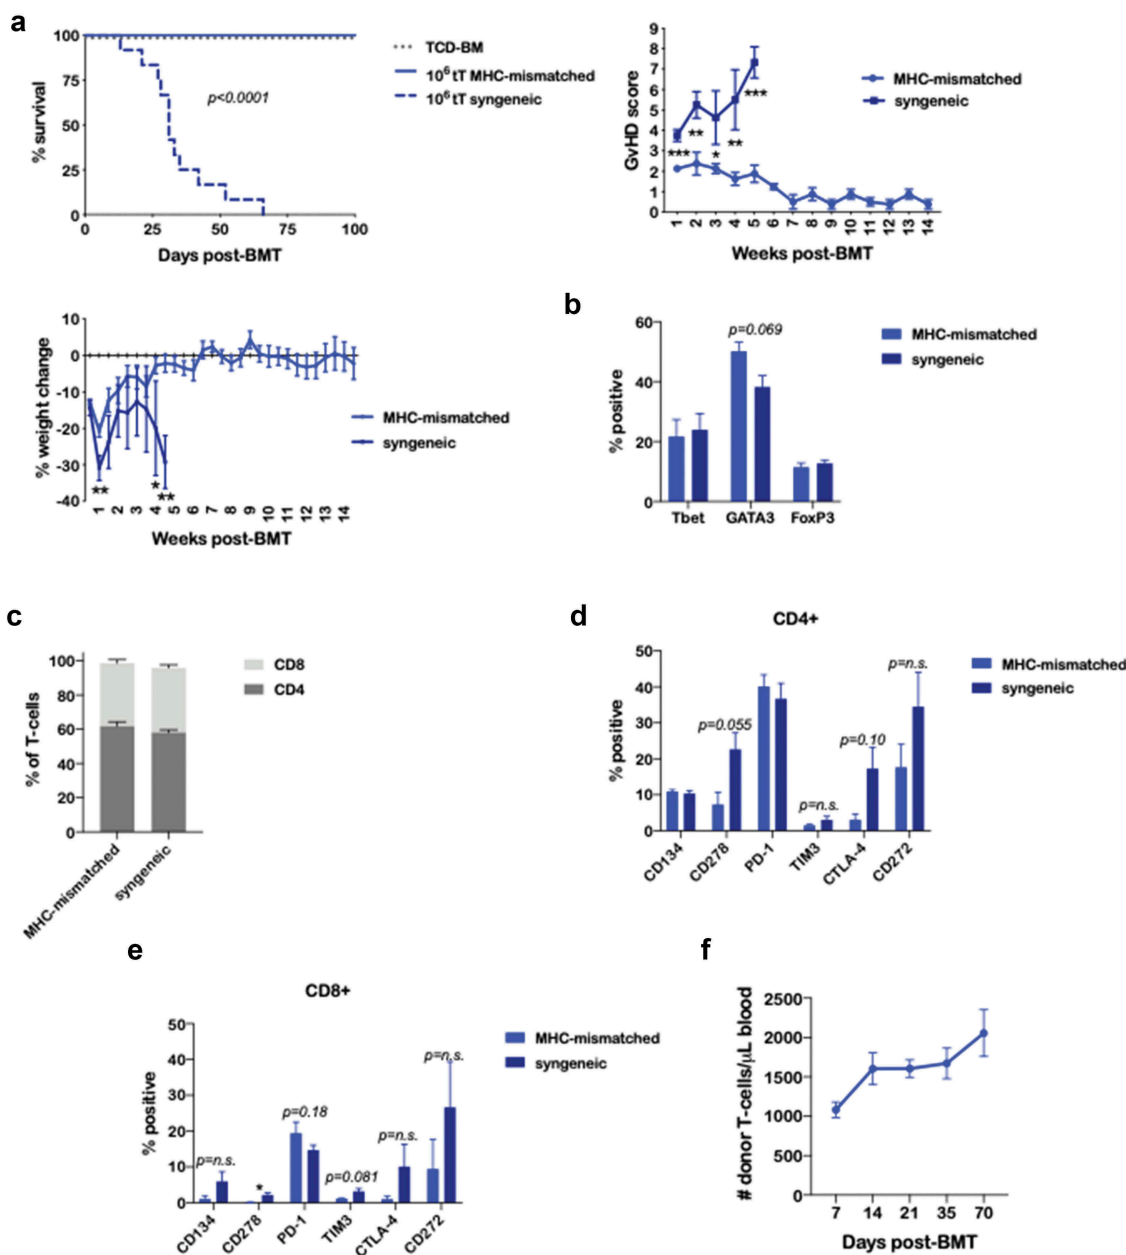 a
% survival
100
75
50
25
0
0 25 50 75 100
Days post-BMT
p<0.0001
TCD-BM
10⁶ tT MHC-mismatched
10⁶ tT syngeneic
GvHD score
9
8
7
6
5
4
3
2
1
0
*** ** * ** ***
1 2 3 4 5 6 7 8 9 10 11 12 13 14
Weeks post-BMT
MHC-mismatched
syngeneic
% weight change
10
0
-10
-20
-30
-40
** * **
1 2 3 4 5 6 7 8 9 10 11 12 13 14
Weeks post-BMT
MHC-mismatched
syngeneic
b
% positive
60
40
20
0
p=0.069
Tbet GATA3 FoxP3
MHC-mismatched
syngeneic
c
% of T-cells
100
80
60
40
20
0
MHC-mismatched
syngeneic
CD8
CD4
d
CD4+
% positive
50
40
30
20
10
0
p=0.055
p=n.s.
p=0.10
p=n.s.
CD134 CD278 PD-1 TIM3 CTLA-4 CD272
MHC-mismatched
syngeneic
e
CD8+
% positive
50
40
30
20
10
0
p=n.s.
*
p=0.18
p=0.081
p=n.s.
p=n.s.
CD134 CD278 PD-1 TIM3 CTLA-4 CD272
MHC-mismatched
syngeneic
f
# donor T-cells/μL blood
2500
2000
1500
1000
500
0
7 14 21 35 70
Days post-BMT